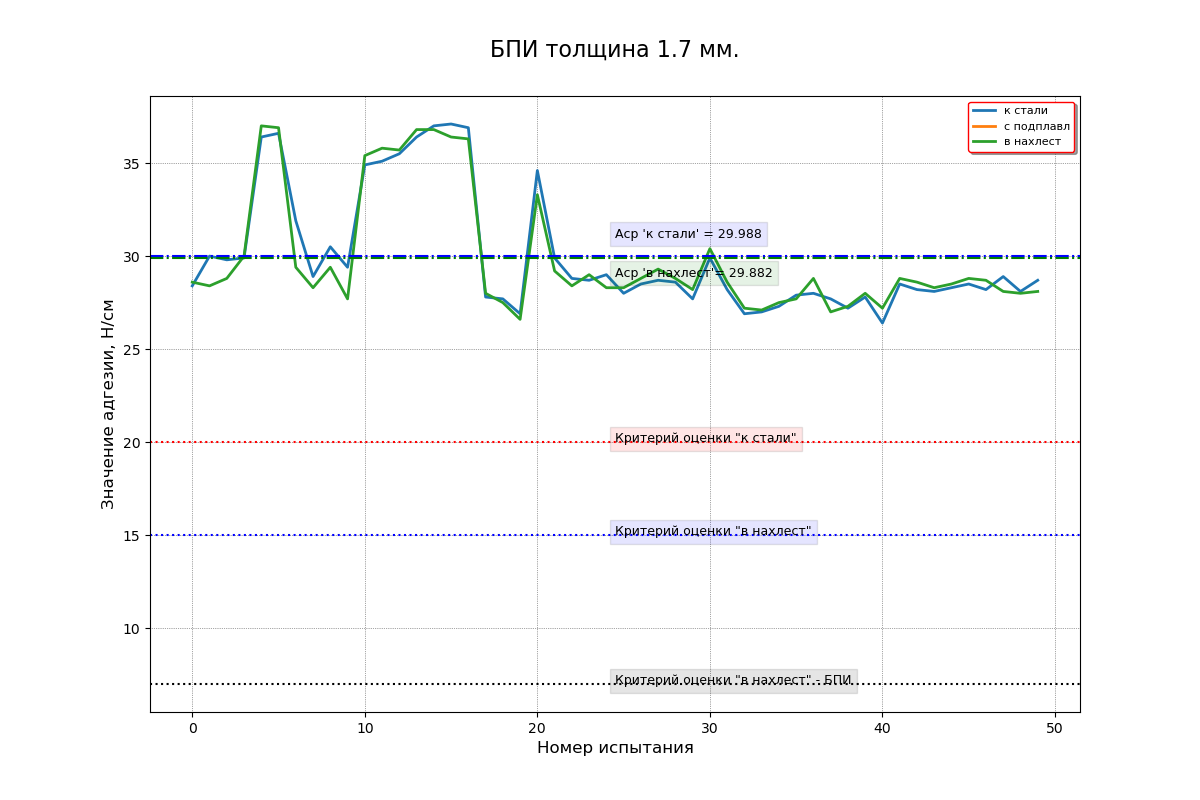 БПИ толщина 1.7 мм.
к стали
с подплавл
в нахлест
35
Аср 'к стали' = 29.988
30
Аср 'в нахлест'= 29.882
25
Значение адгезии, Н/см
20
Критерий оценки "к стали"
15
Критерий оценки "в нахлест"
10
Критерий оценки "в нахлест" - БПИ
0 10 20 30 40 50
Номер испытания